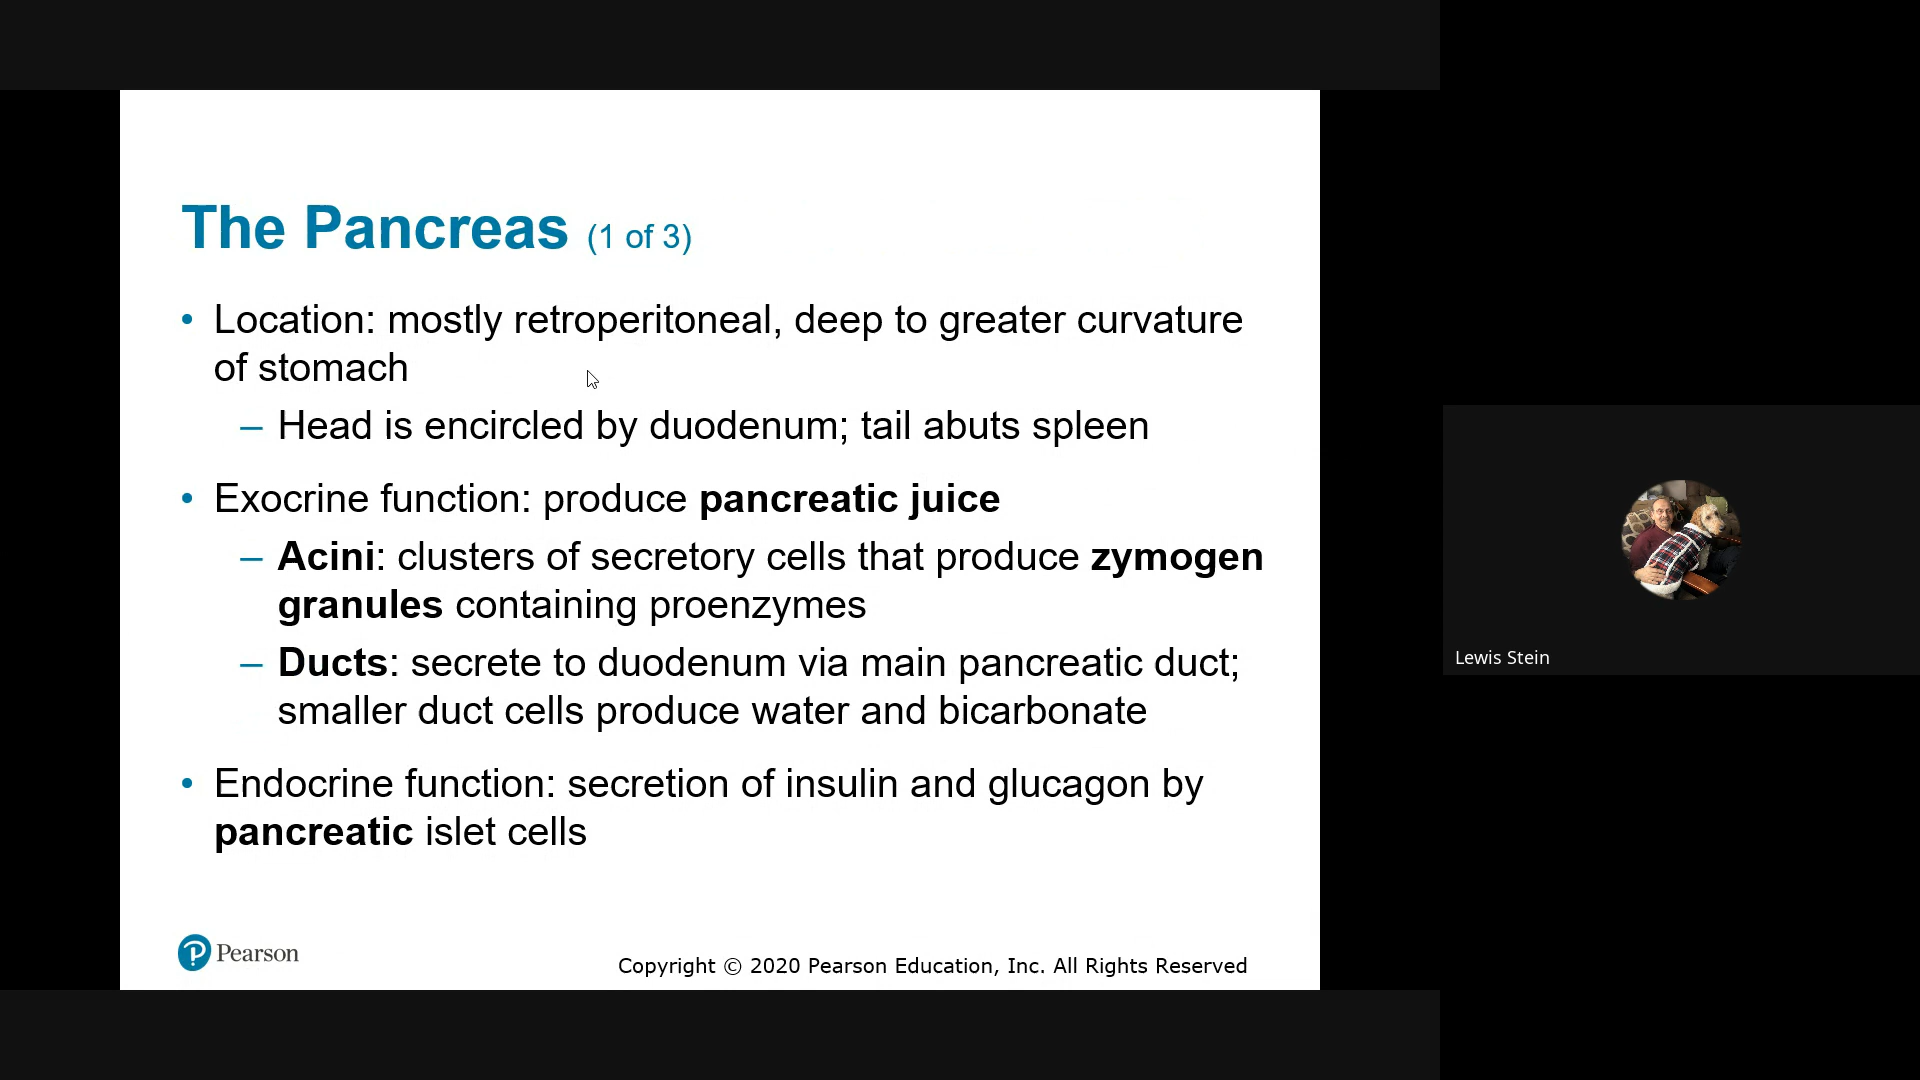 The Pancreas (1 of 3)
• Location: mostly retroperitoneal, deep to greater curvature
of stomach
– Head is encircled by duodenum; tail abuts spleen
• Exocrine function: produce pancreatic juice
– Acini: clusters of secretory cells that produce zymogen
granules containing proenzymes
– Ducts: secrete to duodenum via main pancreatic duct;
smaller duct cells produce water and bicarbonate
• Endocrine function: secretion of insulin and glucagon by
pancreatic islet cells
Pearson
Copyright © 2020 Pearson Education, Inc. All Rights Reserved
Lewis Stein